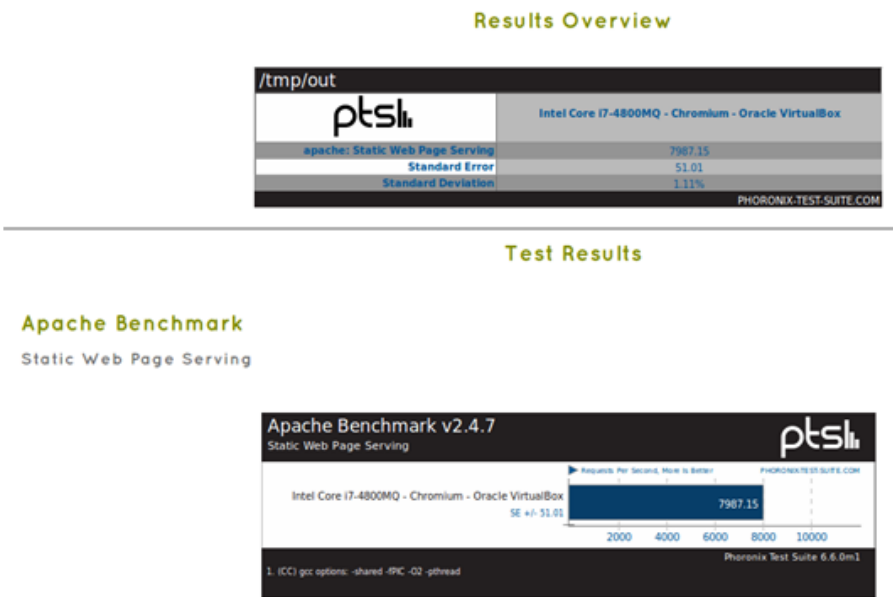 Results Overview
/tmp/out
ptsl
Intel Core i7-4800MQ - Chromium - Oracle VirtualBox
apache: Static Web Page Serving 7987.15
Standard Error 51.01
Standard Deviation 1.11%
PHORONIX-TEST-SUITE.COM
Test Results
Apache Benchmark
Static Web Page Serving
Apache Benchmark v2.4.7
Static Web Page Serving
ptsl
Requests Per Second, More Is Better PHORONIX-TEST-SUITE.COM
Intel Core i7-4800MQ - Chromium - Oracle VirtualBox 7987.15
SE +/- 51.01
2000 4000 6000 8000 10000
Phoronix Test Suite 6.6.0m1
1. (CC) gcc options: -shared -fPIC -O2 -pthread